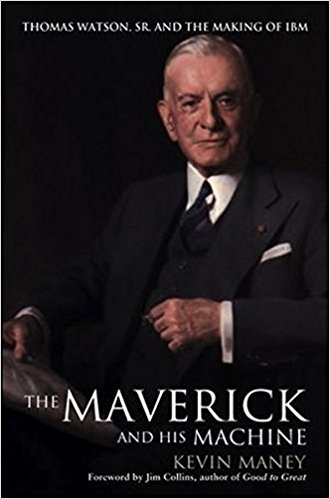 THOMAS WATSON, SR. AND THE MAKING OF IBM
THE MAVERICK
AND HIS MACHINE
KEVIN MANEY
Foreword by Jim Collins, author of Good to Great